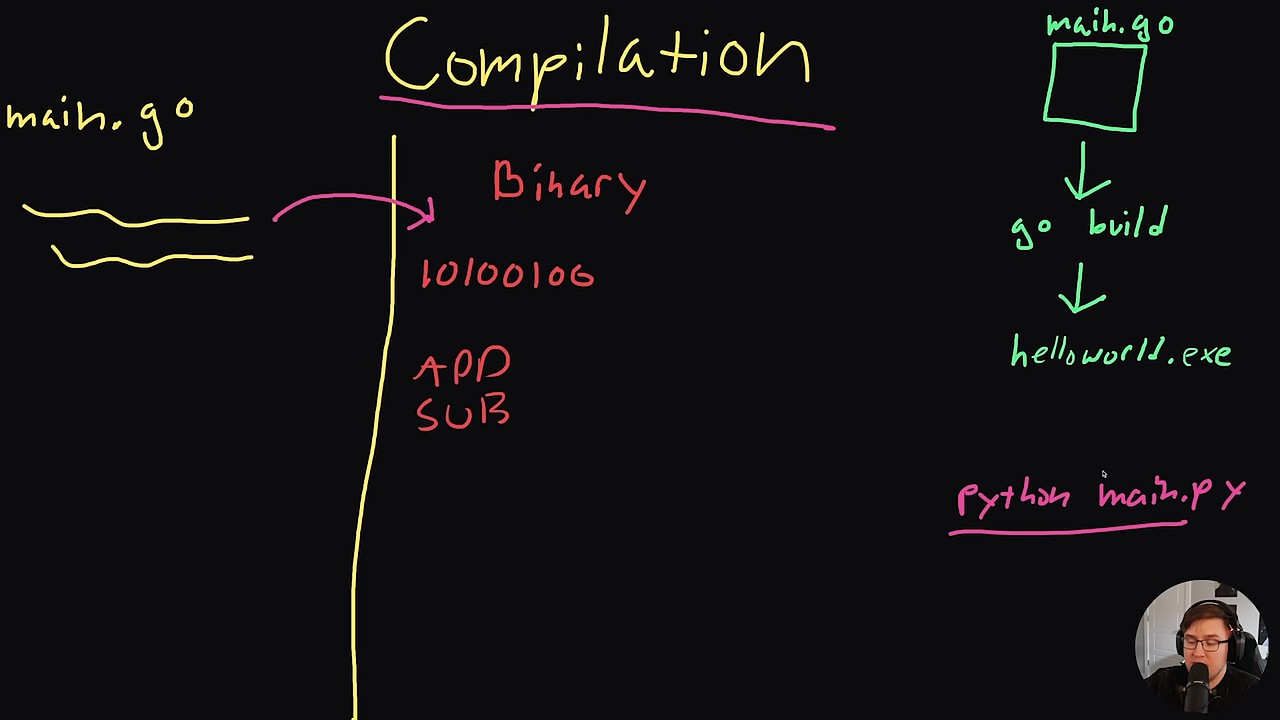 Compilation
main.go
Binary
10100100
ADD
SUB
main.go
go build
helloworld.exe
python main.py